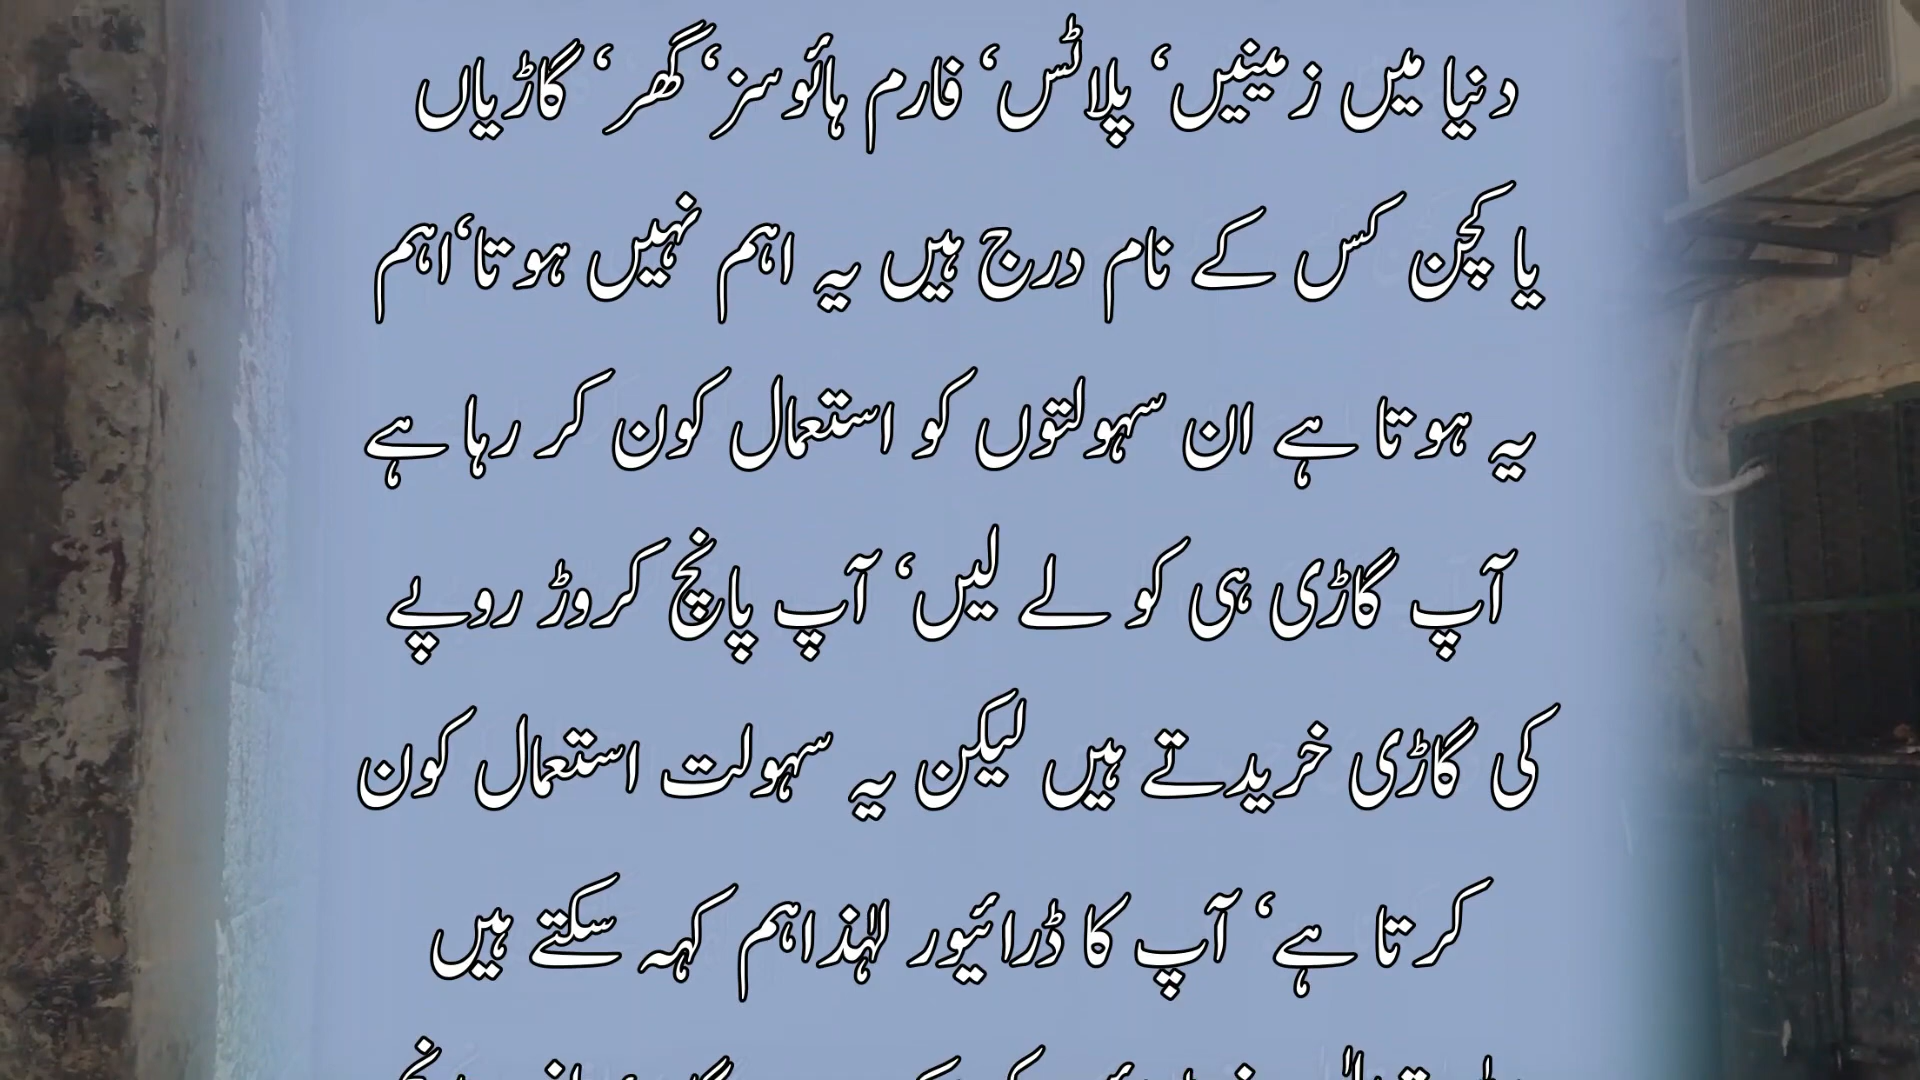 دنیا میں زمینیں‘ پلاٹس‘ فارم ہائوسز‘ گھر‘ گاڑیاں
یا کچن کس کے نام درج ہیں یہ اہم نہیں ہوتا‘اہم
یہ ہوتا ہے ان سہولتوں کو استعمال کون کر رہا ہے
آپ گاڑی ہی کو لے لیں‘ آپ پانچ کروڑ روپے
کی گاڑی خریدتے ہیں لیکن یہ سہولت استعمال کون
کرتا ہے‘ آپ کا ڈرائیور لہٰذا ہم کہہ سکتے ہیں